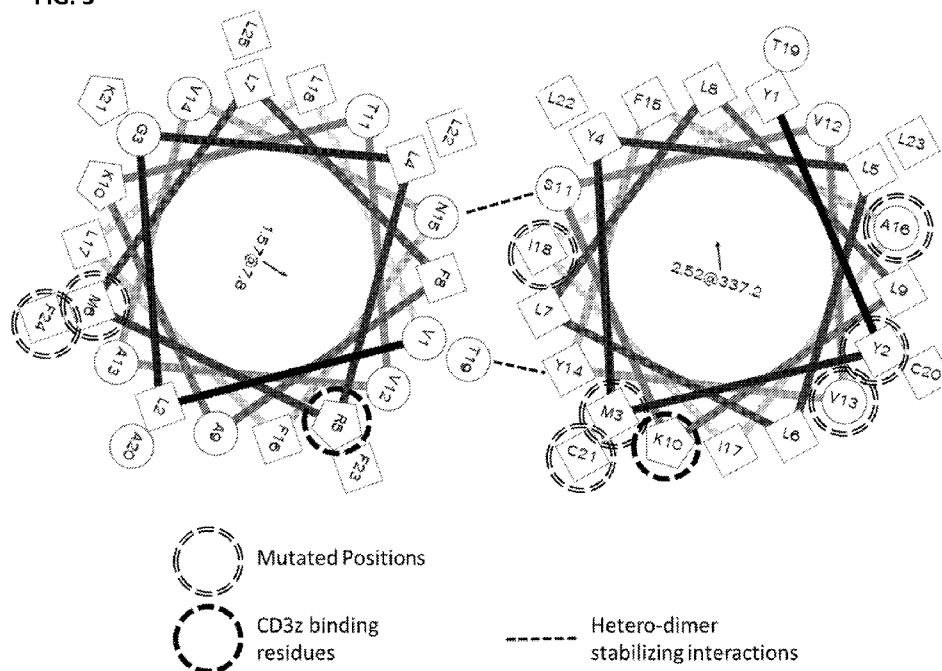 L25
L7
L18
K21
V14
T11
G3
L22
L4
K10
N15
L17
1.57@7.8
F8
M6
F24
V1
A13
T19
V12
L2
R5
A20
A9
F16
F23
T19
L8
Y1
L22
F15
V12
Y4
L23
L5
S11
A16
I18
2.52@337.2
L9
L7
Y2
Y14
C20
V13
M3
K10
L6
I17
C21
Mutated Positions
CD3z binding
residues
Hetero-dimer
stabilizing interactions